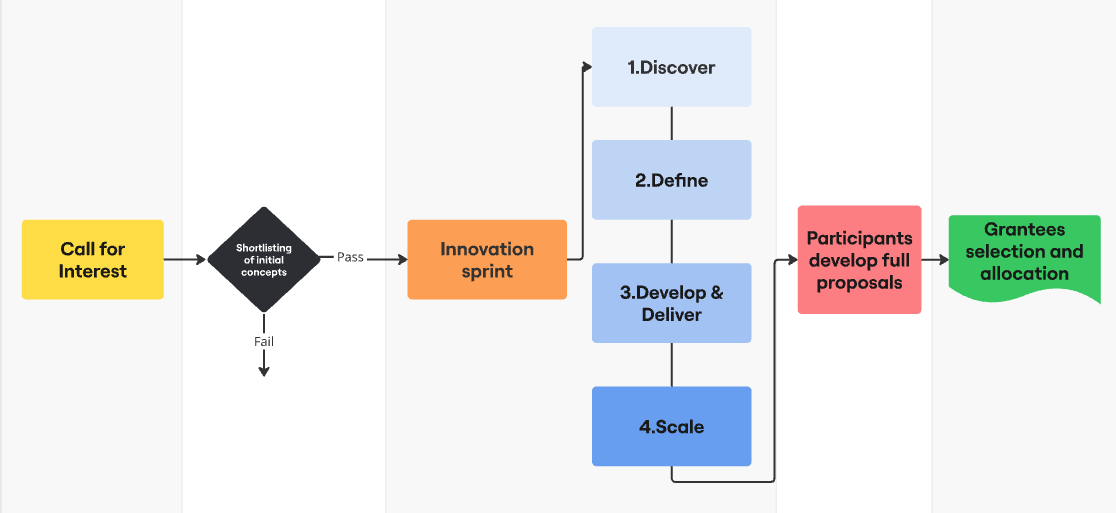 Call for
Interest
Shortlisting
of initial
concepts
Pass
Fail
Innovation
sprint
1.Discover
2.Define
3.Develop &
Deliver
4.Scale
Participants
develop full
proposals
Grantees
selection and
allocation